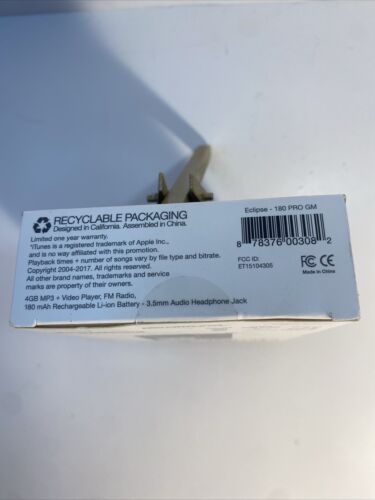 RECYCLABLE PACKAGING
Designed in California. Assembled in China.
Limited one year warranty.
*iTunes is a registered trademark of Apple Inc.,
and is no way affiliated with this promotion.
Playback times + number of songs vary by file type and bitrate.
Copyright 2004-2017. All rights reserved.
All other brand names, trademarks and service
marks are property of their owners.
4GB MP3 + Video Player, FM Radio,
180 mAh Rechargeable Li-ion Battery - 3.5mm Audio Headphone Jack
Eclipse - 180 PRO GM
8 78376 00308 2
FCC ID:
ET15104305
FC CE
Made in China